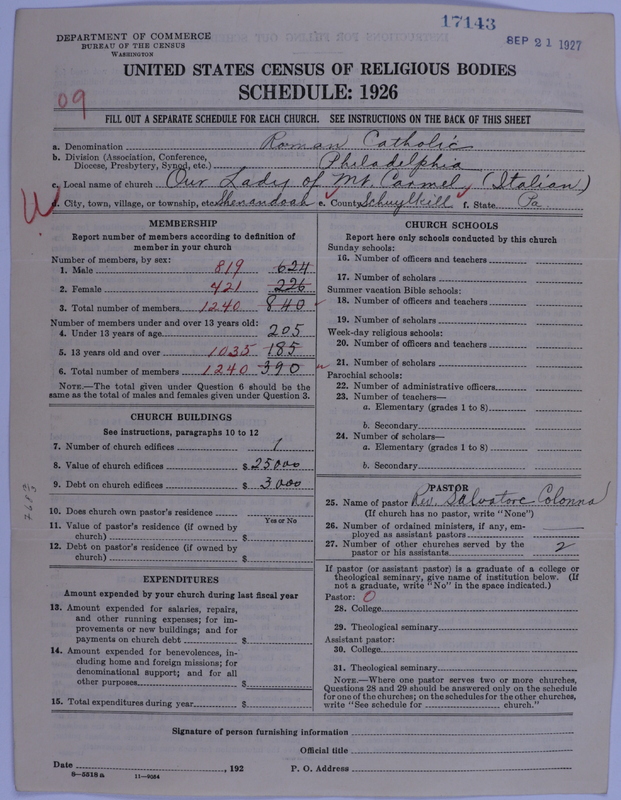 17143
SEP 21 1927
DEPARTMENT OF COMMERCE
BUREAU OF THE CENSUS
WASHINGTON
UNITED STATES CENSUS OF RELIGIOUS BODIES
SCHEDULE: 1926
09
FILL OUT A SEPARATE SCHEDULE FOR EACH CHURCH. SEE INSTRUCTIONS ON THE BACK OF THIS SHEET
a. Denomination Roman Catholic
b. Division (Association, Conference, Diocese, Presbytery, Synod, etc.) Philadelphia
c. Local name of church Our Lady of Mt. Carmel, (Italian)
d. City, town, village, or township, etc. Shenandoah e. County Schuylkill f. State Pa.
MEMBERSHIP
Report number of members according to definition of
member in your church
Number of members, by sex:
1. Male 819 624
2. Female 421 226
3. Total number of members 1240 840
Number of members under and over 13 years old:
4. Under 13 years of age 205
5. 13 years old and over 1035 185
6. Total number of members 1240 390
NOTE.—The total given under Question 6 should be
same as the total of males and females given under Question 3.
CHURCH BUILDINGS
See instructions, paragraphs 10 to 12
7. Number of church edifices 1
8. Value of church edifices $25000
9. Debt on church edifices $3000
10. Does church own pastor's residence
Yes or No
11. Value of pastor's residence (if owned by
church) $
12. Debt on pastor's residence (if owned by
church) $
EXPENDITURES
Amount expended by your church during last fiscal year
13. Amount expended for salaries, repairs,
and other running expenses; for im-
provements or new buildings; and for
payments on church debt $
14. Amount expended for benevolences, in-
cluding home and foreign missions; for
denominational support; and for all
other purposes $
15. Total expenditures during year $
CHURCH SCHOOLS
Report here only schools conducted by this church
Sunday schools:
16. Number of officers and teachers
17. Number of scholars
Summer vacation Bible schools:
18. Number of officers and teachers
19. Number of scholars
Week-day religious schools:
20. Number of officers and teachers
21. Number of scholars
Parochial schools:
22. Number of administrative officers
23. Number of teachers—
a. Elementary (grades 1 to 8)
b. Secondary
24. Number of scholars—
a. Elementary (grades 1 to 8)
b. Secondary
PASTOR
25. Name of pastor Rev. Salvatore Colonna
(If church has no pastor, write "None")
26. Number of ordained ministers, if any, em-
ployed as assistant pastors
27. Number of other churches served by the
pastor or his assistants 2
If pastor (or assistant pastor) is a graduate of a college or
theological seminary, give name of institution below. (If
not a graduate, write "No" in the space indicated.)
Pastor: 0
28. College
29. Theological seminary
Assistant pastor:
30. College
31. Theological seminary
NOTE.—Where one pastor serves two or more churches,
Questions 28 and 29 should be answered only on the schedule
for one of the churches; on the schedules for the other churches,
write "See schedule for church."
Signature of person furnishing information
Official title
Date , 192 P. O. Address
8—5516 a 11—9054